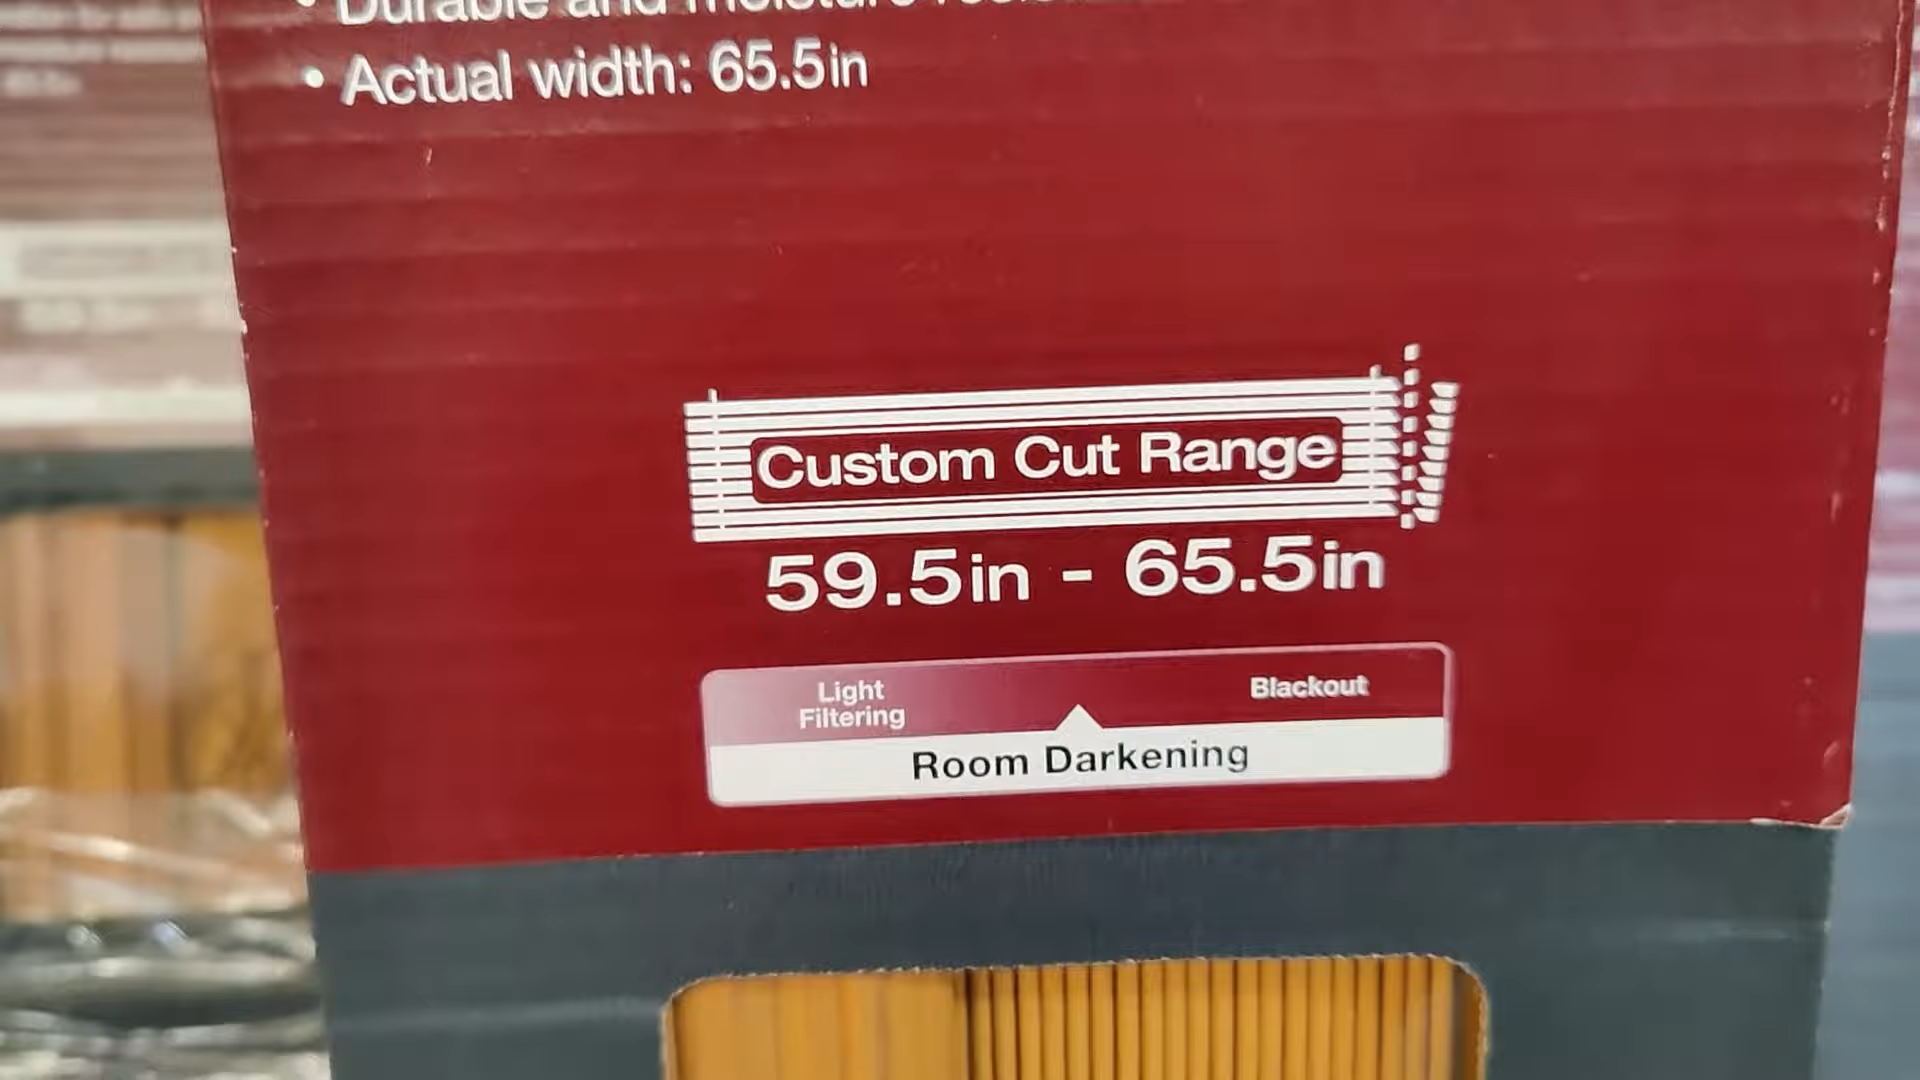 • Durable and moisture
• Actual width: 65.5in
Custom Cut Range
59.5in - 65.5in
Light
Filtering
Blackout
Room Darkening